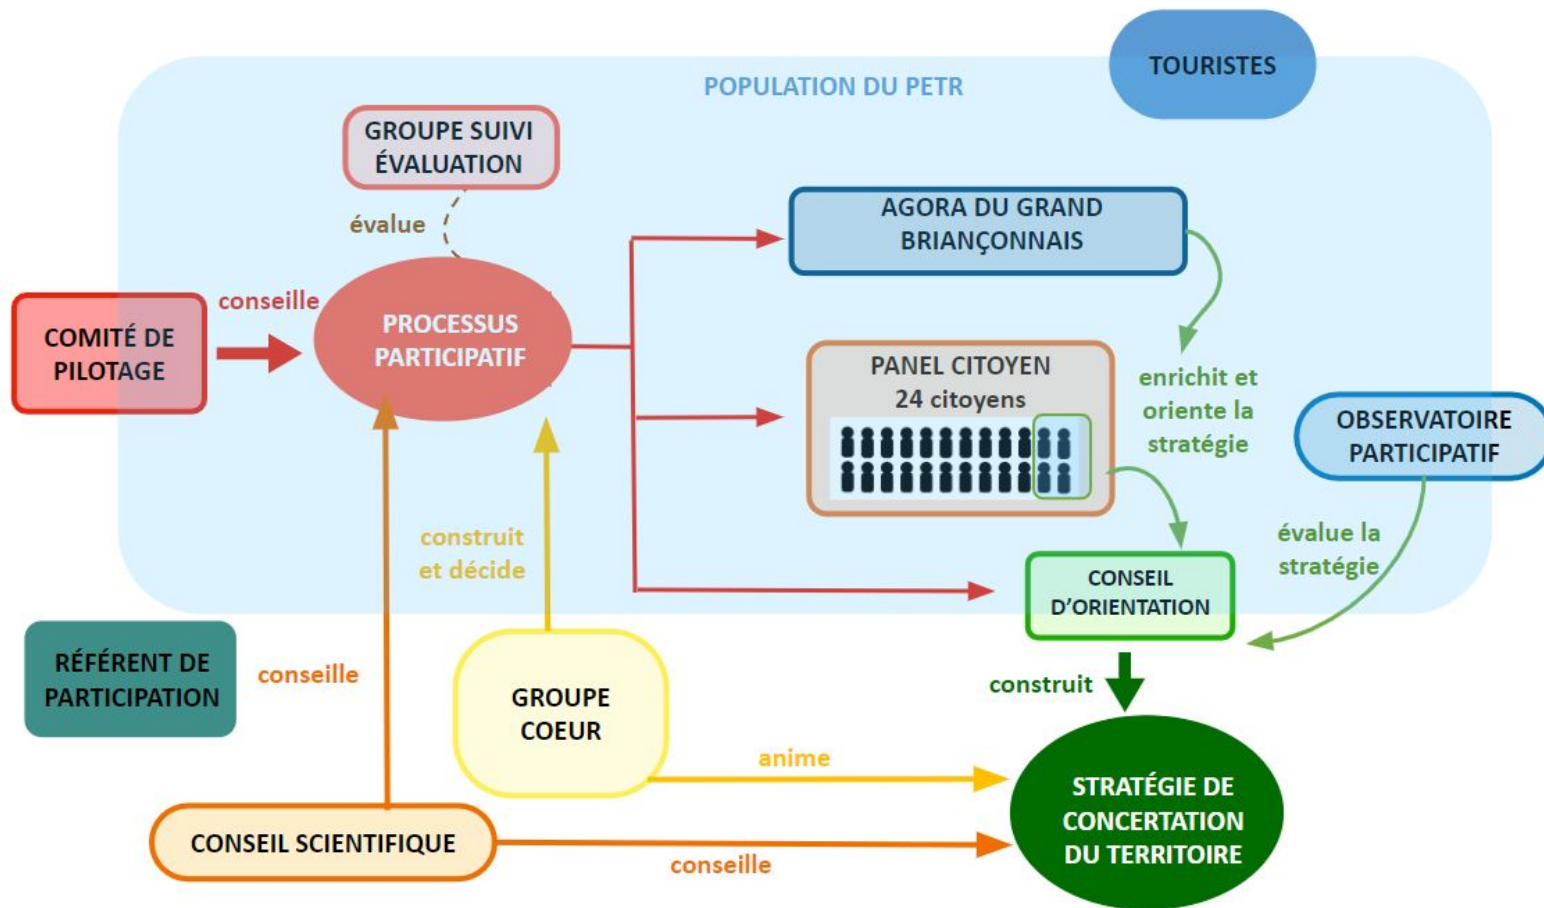 TOURISTES
POPULATION DU PETR
GROUPE SUIVI
ÉVALUATION
évalue
AGORA DU GRAND
BRIANÇONNAIS
conseille
COMITÉ DE
PILOTAGE
PROCESSUS
PARTICIPATIF
PANEL CITOYEN
24 citoyens
enrichit et
oriente la
stratégie
OBSERVATOIRE
PARTICIPATIF
construit
et décide
évalue la
stratégie
CONSEIL
D’ORIENTATION
RÉFÉRENT DE
PARTICIPATION
conseille
GROUPE
COEUR
construit
anime
STRATÉGIE DE
CONCERTATION
DU TERRITOIRE
CONSEIL SCIENTIFIQUE
conseille